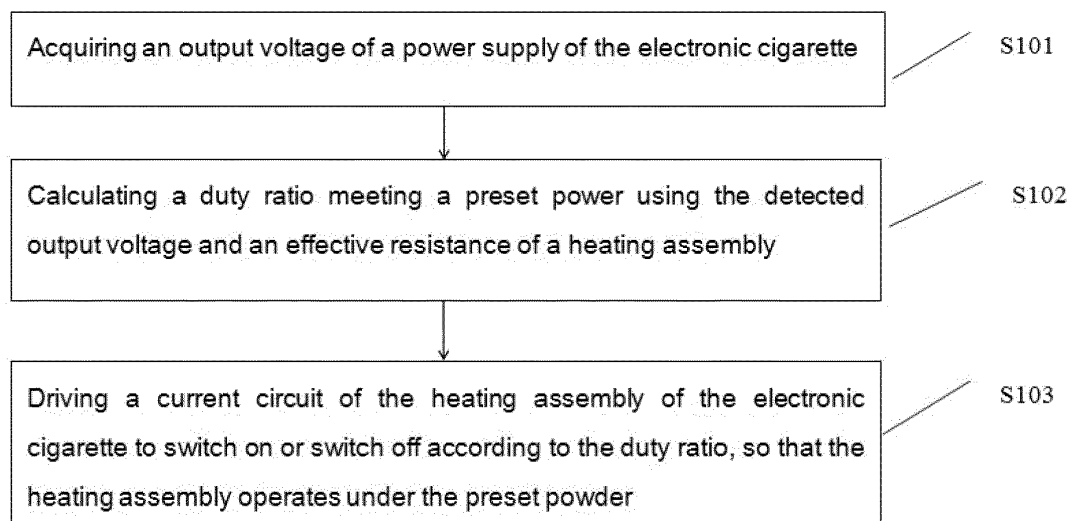 Acquiring an output voltage of a power supply of the electronic cigarette
S101
Calculating a duty ratio meeting a preset power using the detected
output voltage and an effective resistance of a heating assembly
S102
Driving a current circuit of the heating assembly of the electronic
cigarette to switch on or switch off according to the duty ratio, so that the
heating assembly operates under the preset powder
S103